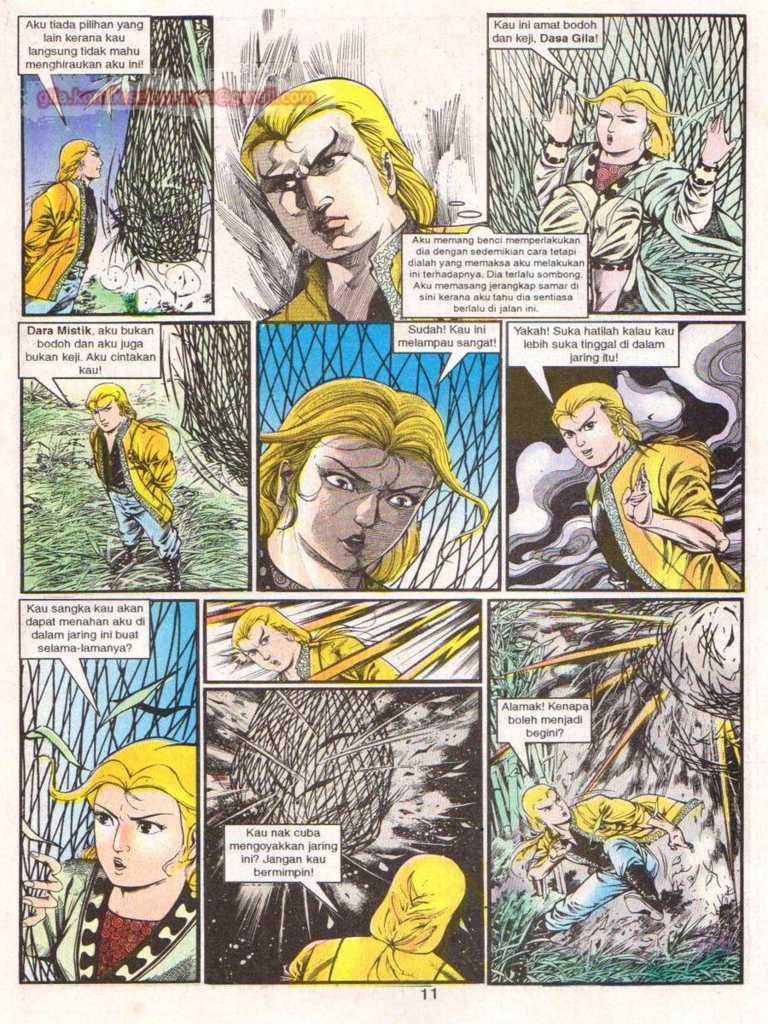 Aku tiada pilihan yang
lain kerana kau
langsung tidak mahu
menghiraukan aku ini!
Kau ini amat bodoh
dan keji, Dasa Gila!
Aku memang benci memperlakukan
dia dengan sedemikian cara tetapi
dialah yang memaksa aku melakukan
ini terhadapnya. Dia terlalu sombong.
Aku memasang jerangkap samar di
sini kerana aku tahu dia sentiasa
berlalu di jalan ini.
Dara Mistik, aku bukan
bodoh dan aku juga
bukan keji. Aku cintakan
kau!
Sudah! Kau ini
melampau sangat!
Yakah! Suka hatilah kalau kau
lebih suka tinggal di dalam
jaring itu!
Kau sangka kau akan
dapat menahan aku di
dalam jaring ini buat
selama-lamanya?
Kau nak cuba
mengoyakkan jaring
ini? Jangan kau
bermimpin!
Alamak! Kenapa
boleh menjadi
begini?
11